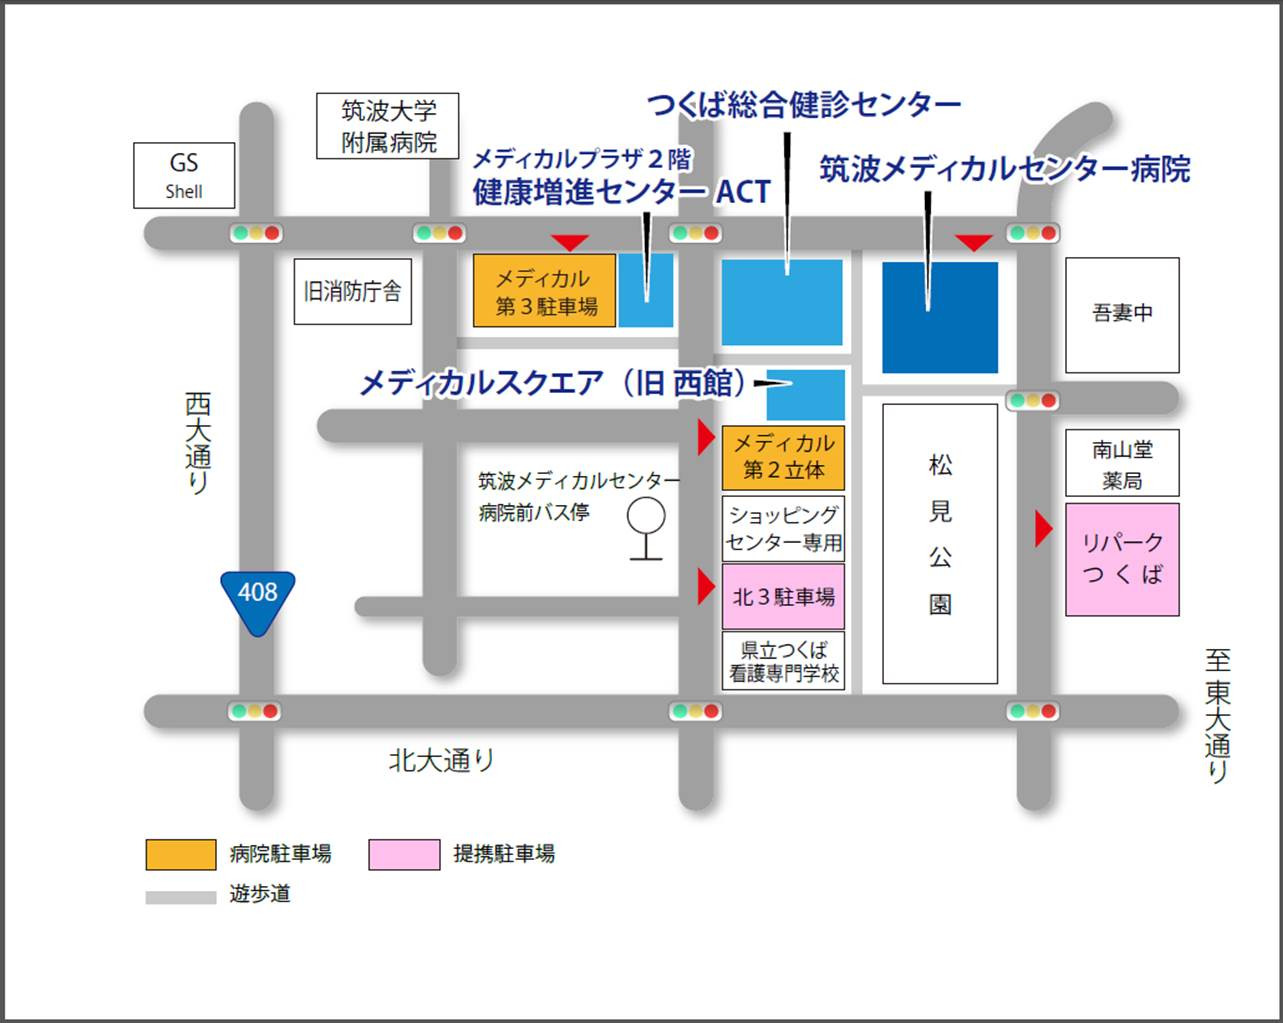 つくば総合健診センター
筑波大学
附属病院
GS
Shell
メディカルプラザ２階
健康増進センター ACT
筑波メディカルセンター病院
旧消防庁舎
メディカル
第３駐車場
吾妻中
メディカルスクエア（旧 西館）
西大通り
メディカル
第２立体
南山堂
薬局
松見公園
筑波メディカルセンター
病院前バス停
ショッピング
センター専用
リパーク
つくば
408
北３駐車場
県立つくば
看護専門学校
至 東大通り
北大通り
病院駐車場
提携駐車場
遊歩道